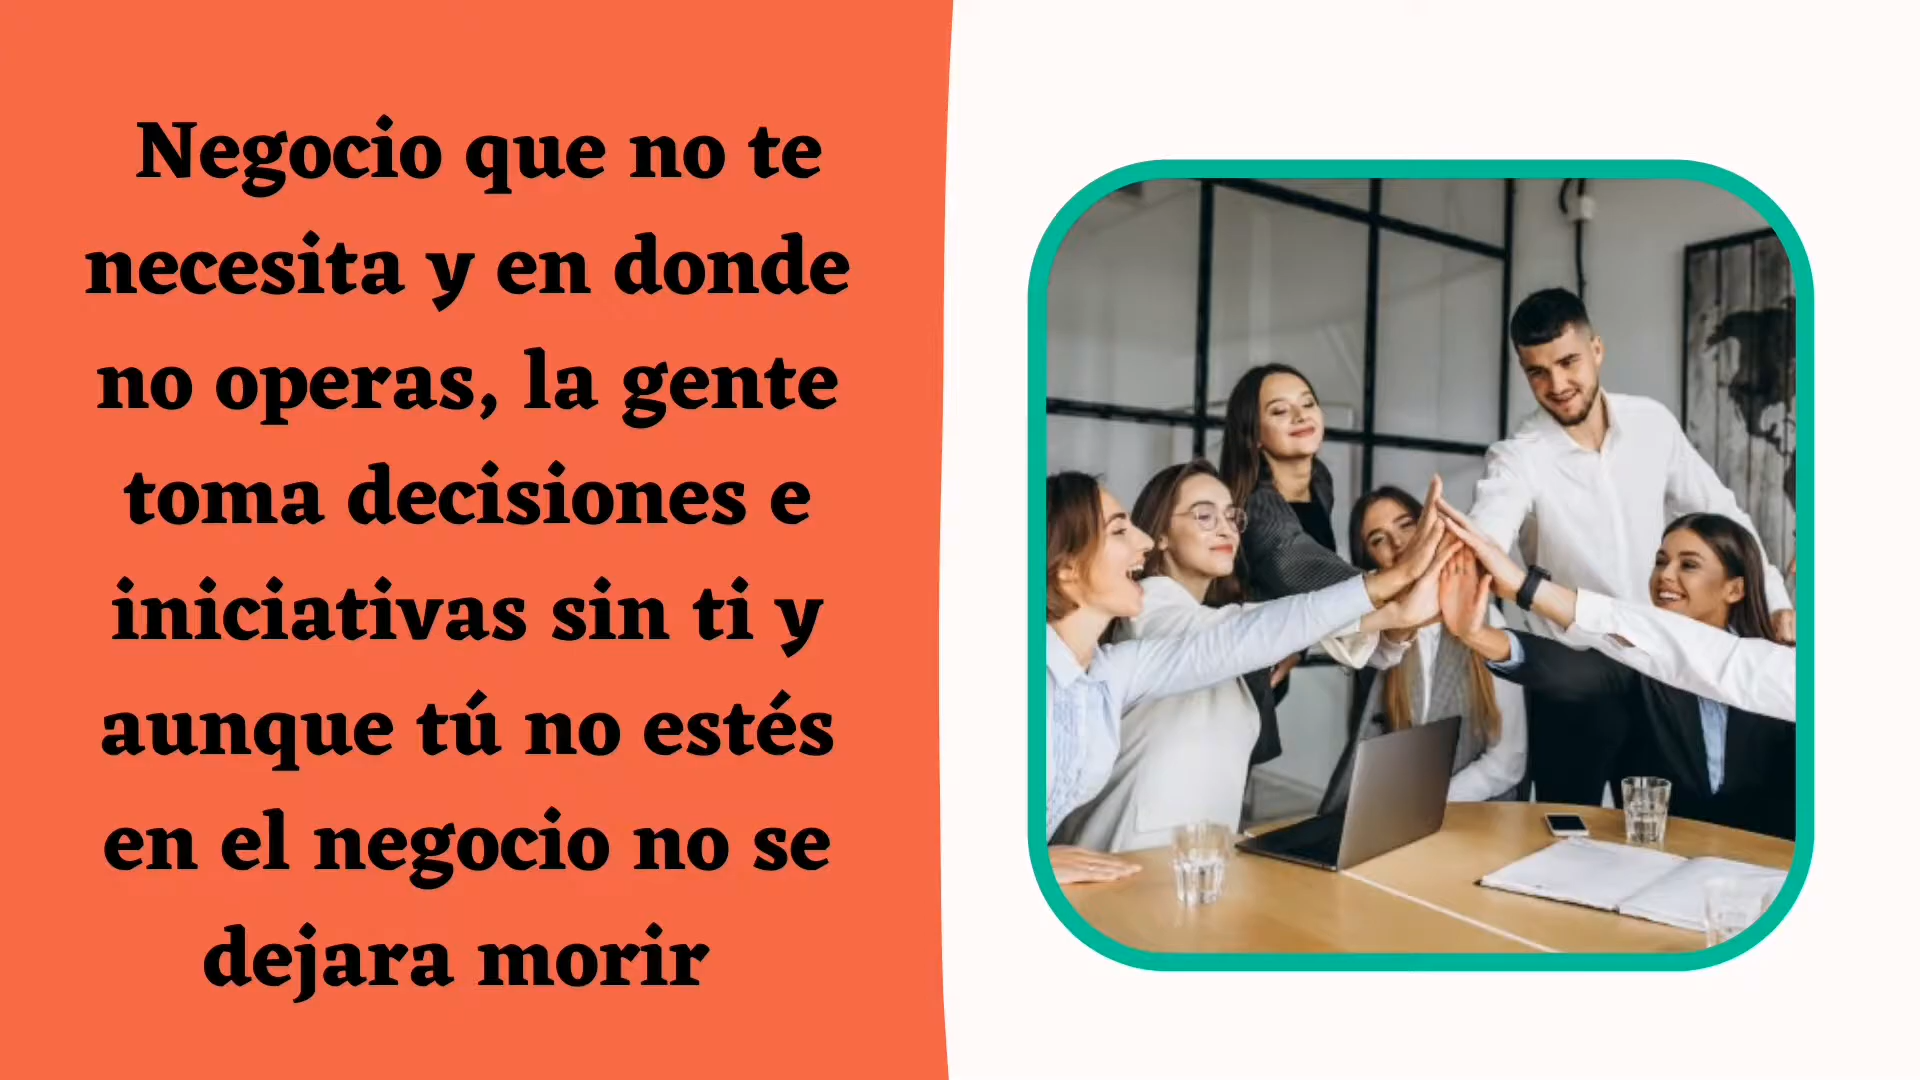 Negocio que no te
necesita y en donde
no operas, la gente
toma decisiones e
iniciativas sin ti y
aunque tú no estés
en el negocio no se
dejara morir